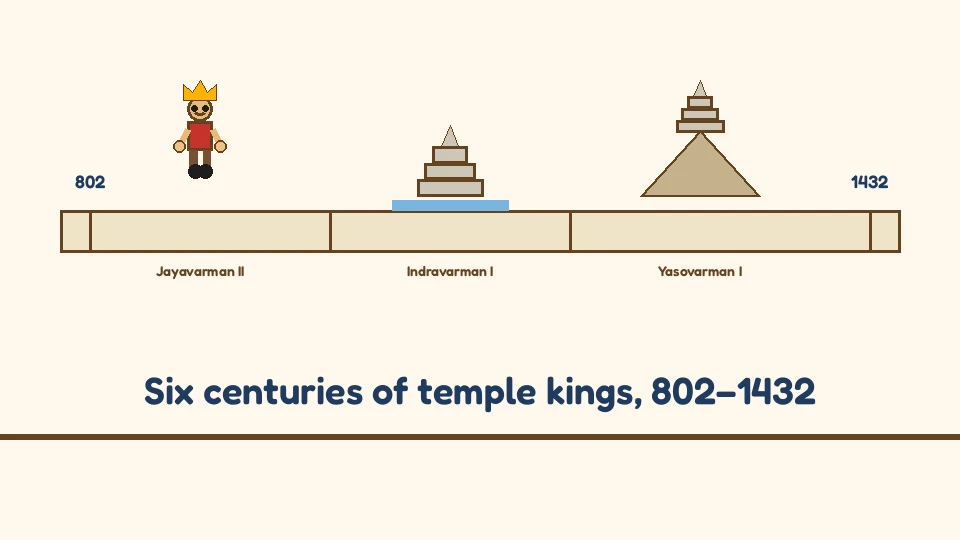 802
1432
Jayavarman II
Indravarman I
Yasovarman I
Six centuries of temple kings, 802–1432